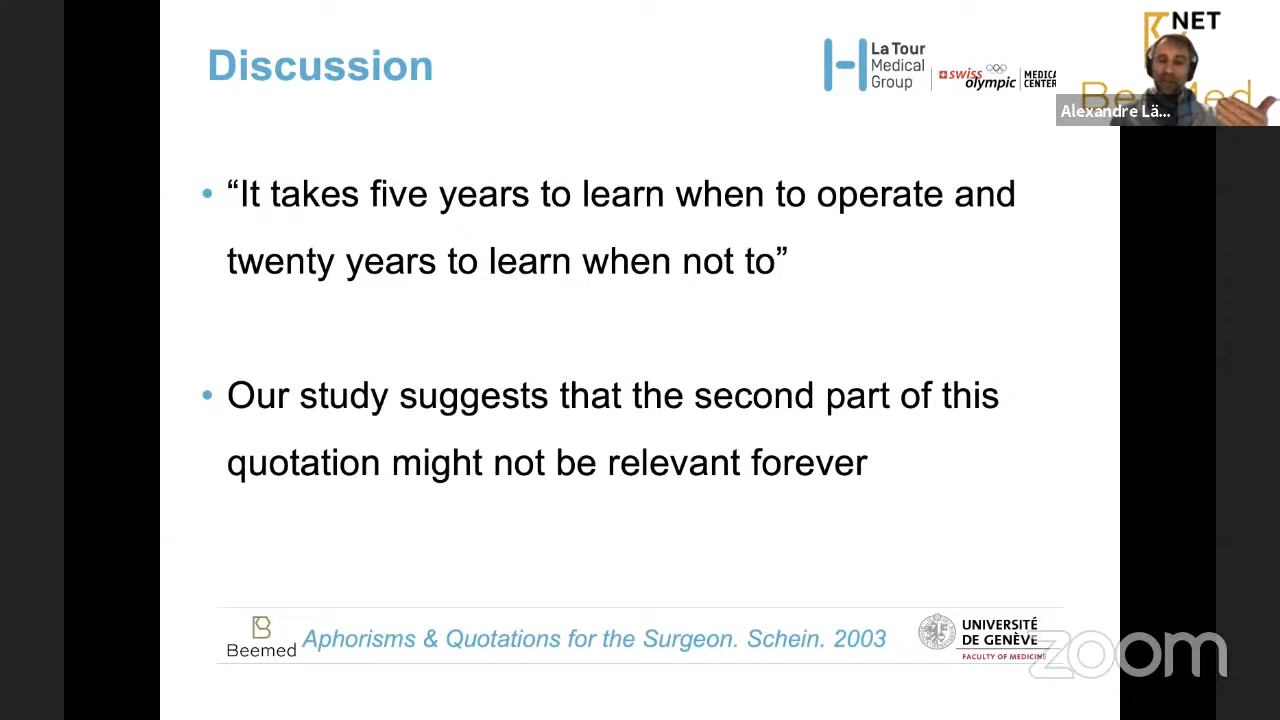 Discussion
La Tour
Medical
Group
swiss
olympic
MEDICA
CENTER
NET
Alexandre Lä...
• “It takes five years to learn when to operate and
twenty years to learn when not to”
• Our study suggests that the second part of this
quotation might not be relevant forever
Beemed
Aphorisms & Quotations for the Surgeon. Schein. 2003
UNIVERSITÉ
DE GENÈVE
FACULTY OF MEDICINE
zoom